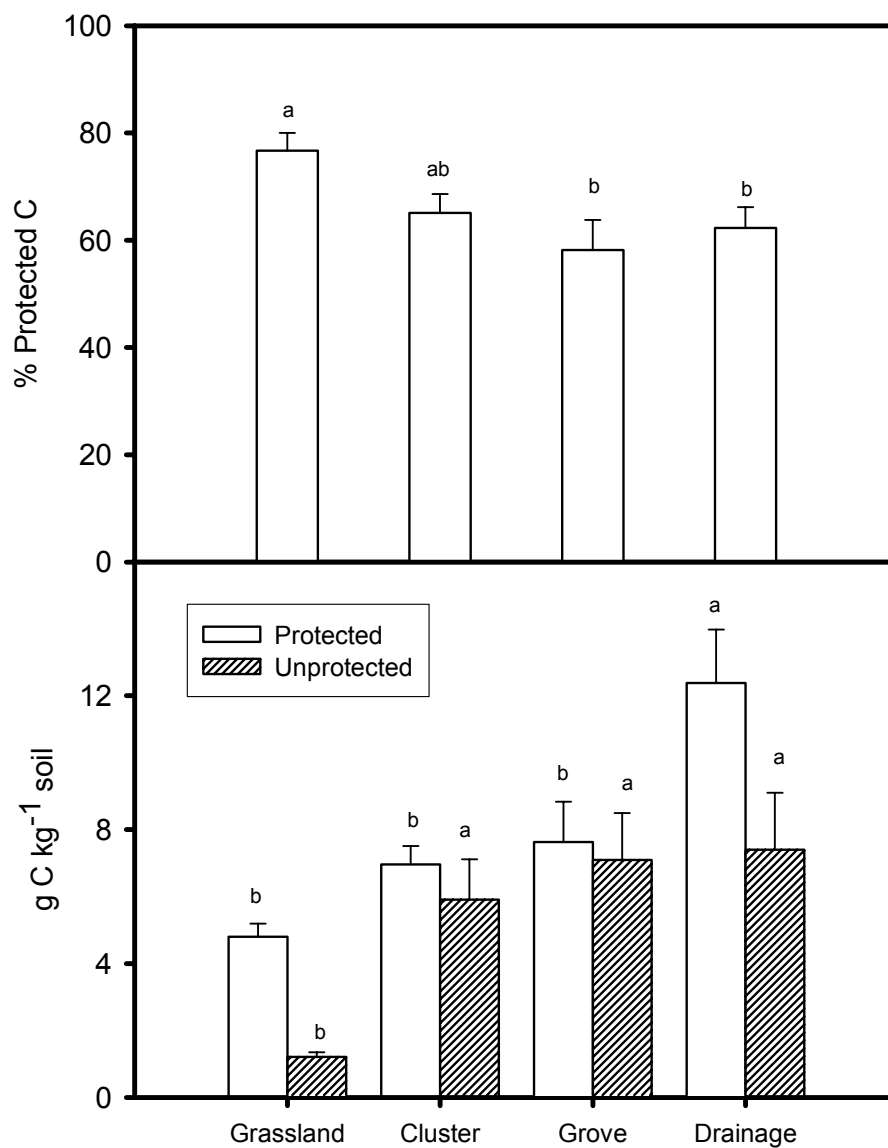 100
80
60
40
20
0
% Protected C
a
ab
b
b
Protected
Unprotected
12
8
4
0
g C kg-1 soil
b
b
b
a
b
a
a
a
Grassland Cluster Grove Drainage